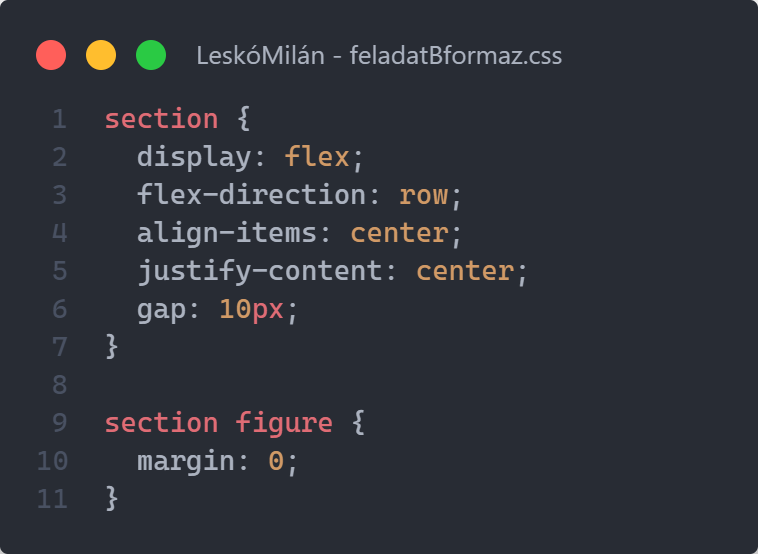 LeskóMilán - feladatBformaz.css
1 section {
2   display: flex;
3   flex-direction: row;
4   align-items: center;
5   justify-content: center;
6   gap: 10px;
7 }
8
9 section figure {
10   margin: 0;
11 }